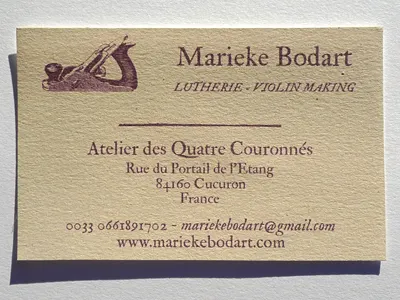 Marieke Bodart
LUTHERIE - VIOLIN MAKING
Atelier des Quatre Couronnés
Rue du Portail de l'Etang
84160 Cucuron
France
0033 0661891702 - mariekebodart@gmail.com
www.mariekebodart.com